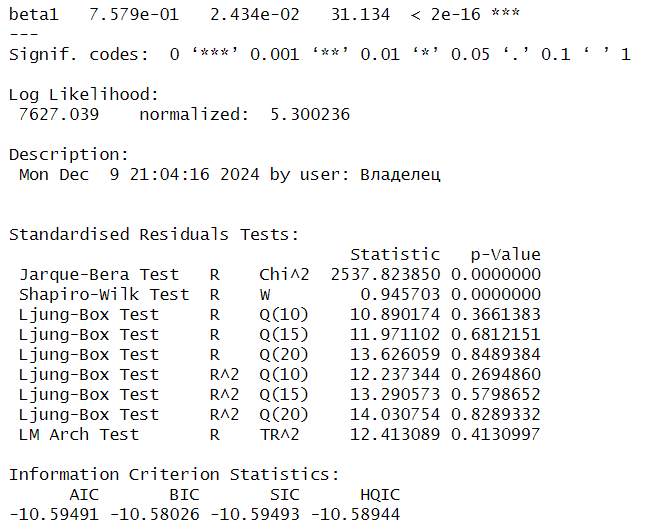 beta1   7.579e-01   2.434e-02   31.134  < 2e-16 ***
---
Signif. codes:  0 ‘***’ 0.001 ‘**’ 0.01 ‘*’ 0.05 ‘.’ 0.1 ‘ ’ 1

Log Likelihood:
 7627.039    normalized:  5.300236

Description:
 Mon Dec  9 21:04:16 2024 by user: Владелец


Standardised Residuals Tests:
                                  Statistic   p-Value
 Jarque-Bera Test   R    Chi^2  2537.823850 0.0000000
 Shapiro-Wilk Test  R    W         0.945703 0.0000000
 Ljung-Box Test     R    Q(10)    10.890174 0.3661383
 Ljung-Box Test     R    Q(15)    11.971102 0.6812151
 Ljung-Box Test     R    Q(20)    13.626059 0.8489384
 Ljung-Box Test     R^2  Q(10)    12.237344 0.2694860
 Ljung-Box Test     R^2  Q(15)    13.290573 0.5798652
 Ljung-Box Test     R^2  Q(20)    14.030754 0.8289332
 LM Arch Test       R    TR^2     12.413089 0.4130997

Information Criterion Statistics:
      AIC       BIC       SIC      HQIC
-10.59491 -10.58026 -10.59493 -10.58944